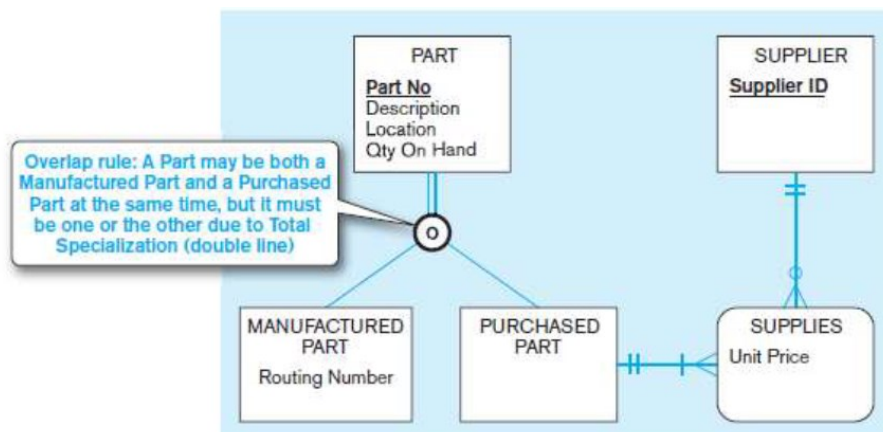 PART
Part No
Description
Location
Qty On Hand
SUPPLIER
Supplier ID
Overlap rule: A Part may be both a
Manufactured Part and a Purchased
Part at the same time, but it must
be one or the other due to Total
Specialization (double line)
O
MANUFACTURED
PART
Routing Number
PURCHASED
PART
SUPPLIES
Unit Price